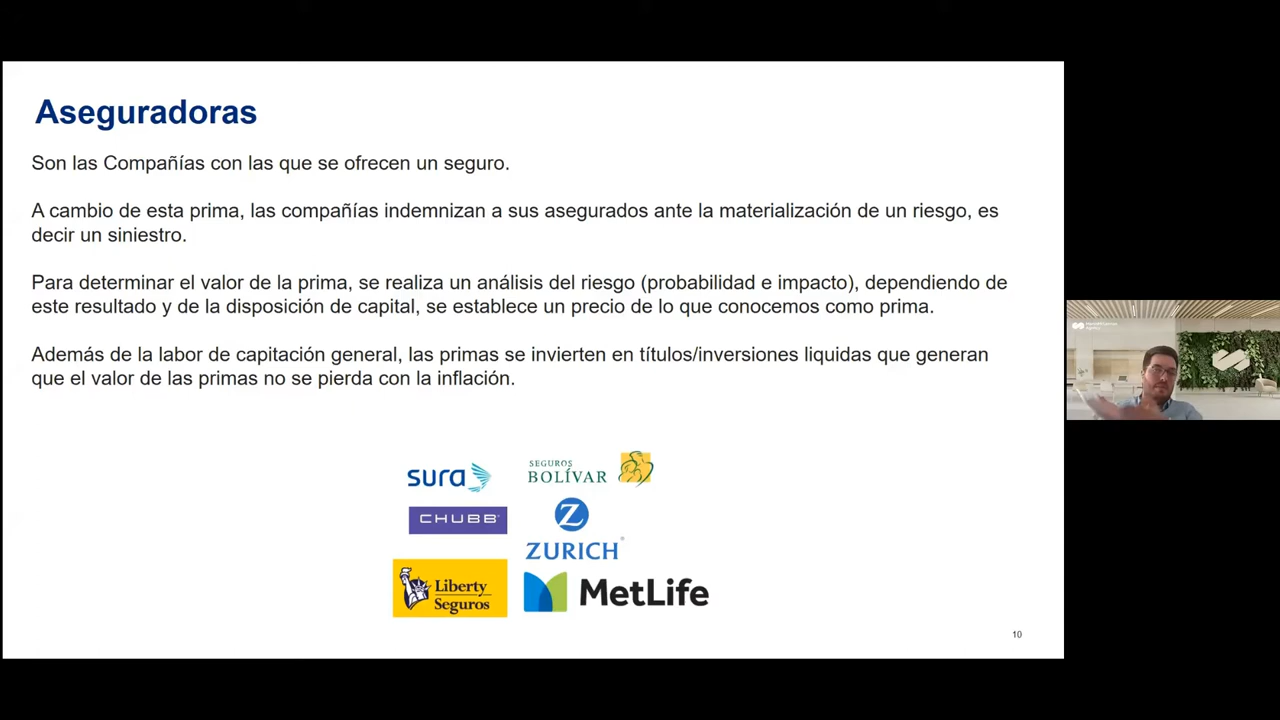 Aseguradoras
Son las Compañías con las que se ofrecen un seguro.
A cambio de esta prima, las compañías indemnizan a sus asegurados ante la materialización de un riesgo, es
decir un siniestro.
Para determinar el valor de la prima, se realiza un análisis del riesgo (probabilidad e impacto), dependiendo de
este resultado y de la disposición de capital, se establece un precio de lo que conocemos como prima.
Además de la labor de capitación general, las primas se invierten en títulos/inversiones liquidas que generan
que el valor de las primas no se pierda con la inflación.
sura
SEGUROS
BOLÍVAR
CHUBB
Z
ZURICH
Liberty
Seguros
MetLife
10